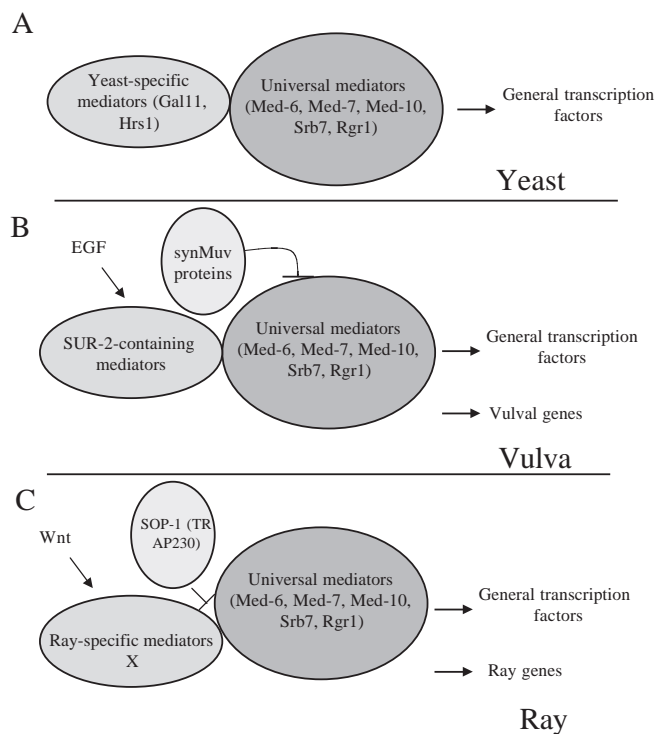 A
Yeast-specific
mediators (Gal11,
Hrs1)
Universal mediators
(Med-6, Med-7, Med-10,
Srb7, Rgr1)
General transcription
factors
Yeast
B
EGF
synMuv
proteins
SUR-2-containing
mediators
Universal mediators
(Med-6, Med-7, Med-10,
Srb7, Rgr1)
General transcription
factors
Vulval genes
Vulva
C
Wnt
SOP-1 (TR
AP230)
Ray-specific mediators
X
Universal mediators
(Med-6, Med-7, Med-10,
Srb7, Rgr1)
General transcription
factors
Ray genes
Ray